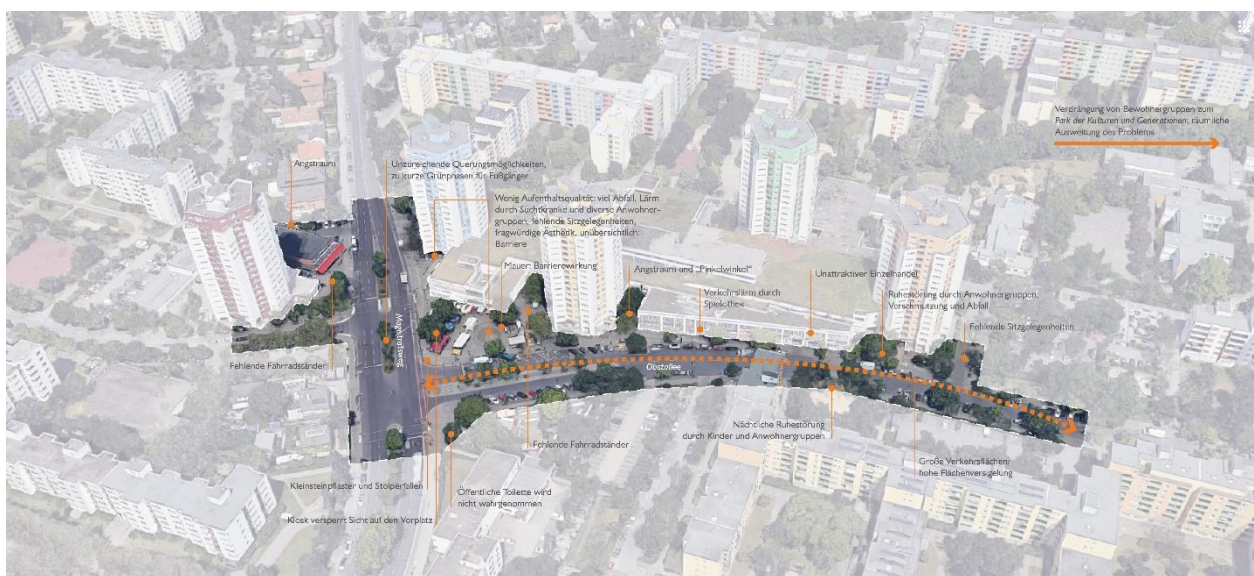 Verdrängung von Bewohnergruppen zum
Park der Kulturen und Generationen; räumliche
Ausweitung des Problems
Angstraum
Unzureichende Querungsmöglichkeiten,
zu kurze Grünphasen für Fußgänger
Wenig Aufenthaltsqualität: viel Abfall, Lärm
durch Suchtkranke und diverse Anwohner-
gruppen, fehlende Sitzgelegenheiten,
fragwürdige Ästhetik, unübersichtlich:
Barriere
Mauer: Barrierewirkung
Angstraum und „Pinkelwinkel“
Unattraktiver Einzelhandel
Verkehrslärm durch
Spielothek
Ruhestörung durch Anwohnergruppen,
Verschmutzung und Abfall
Fehlende Sitzgelegenheiten
Magistratsweg
Fehlende Fahrradständer
Obstallee
Nächtliche Ruhestörung
durch Kinder und Anwohnergruppen
Fehlende Fahrradständer
Große Verkehrsflächen;
hohe Flächenversigelung
Kleinsteinpflaster und Stolperfallen
Öffentliche Toilette wird
nicht wahrgenommen
Kiosk versperrt Sicht auf den Vorplatz